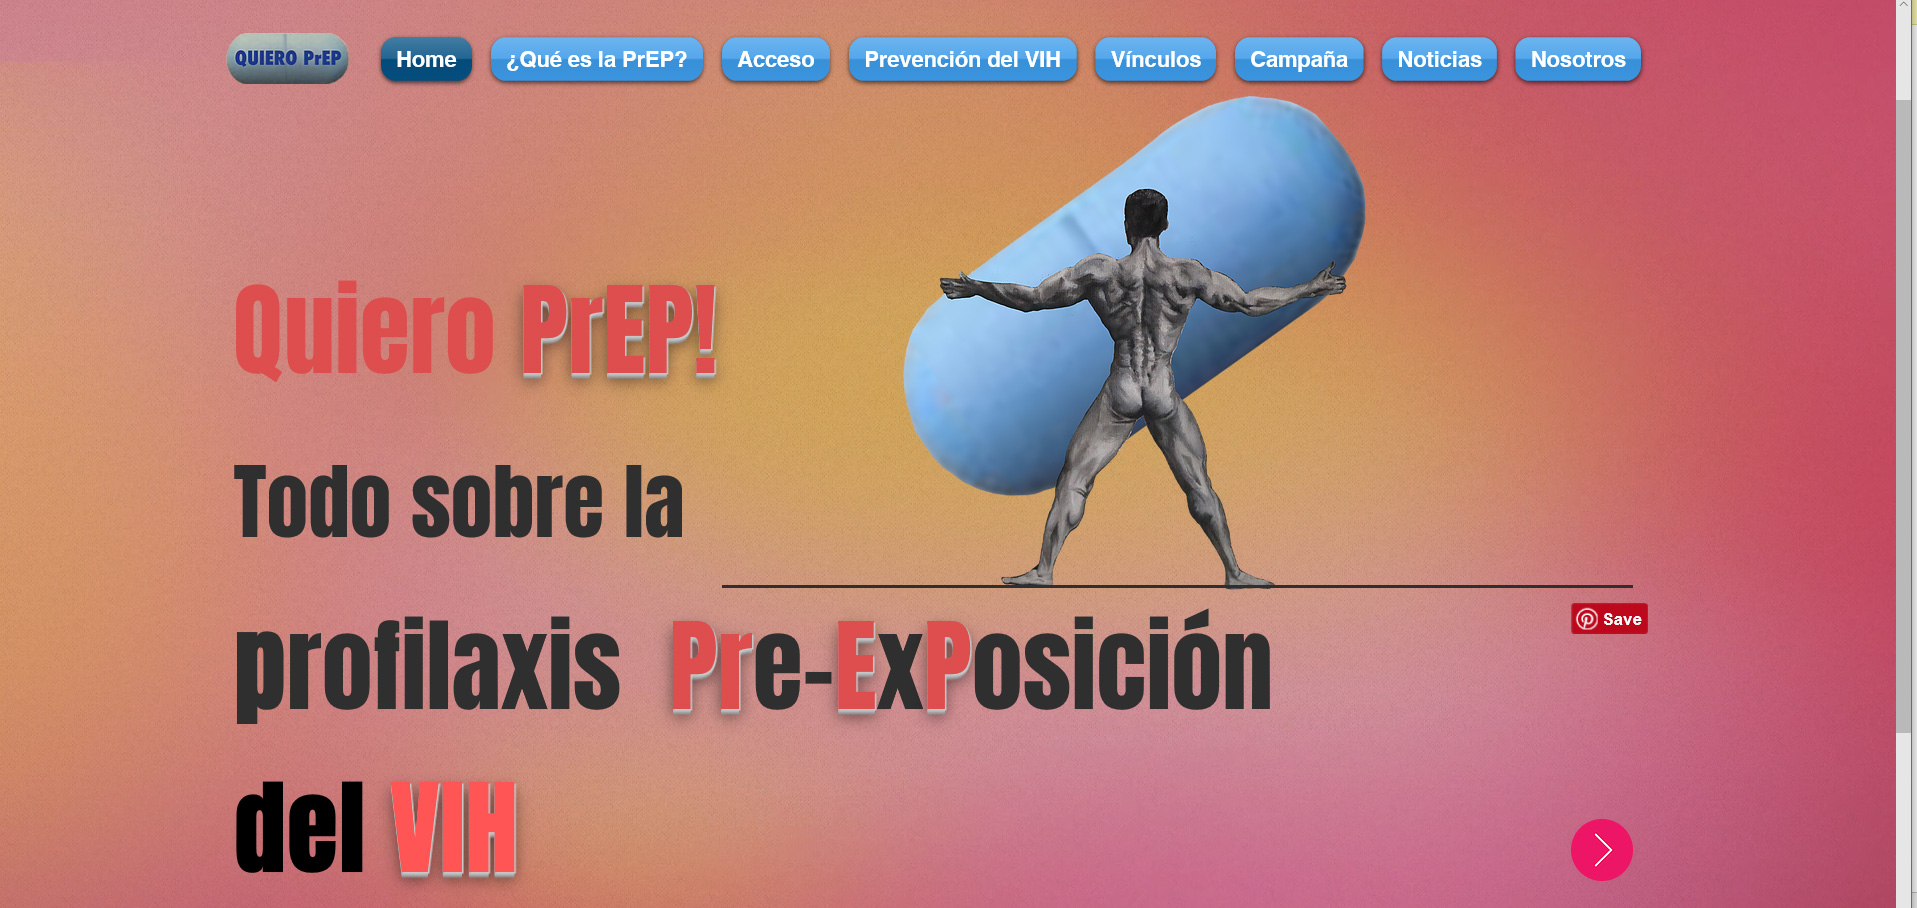 QUIERO PrEP
Home
¿Qué es la PrEP?
Acceso
Prevención del VIH
Vínculos
Campaña
Noticias
Nosotros
Quiero PrEP!
Todo sobre la
profilaxis Pre-ExPosición
del VIH
Save